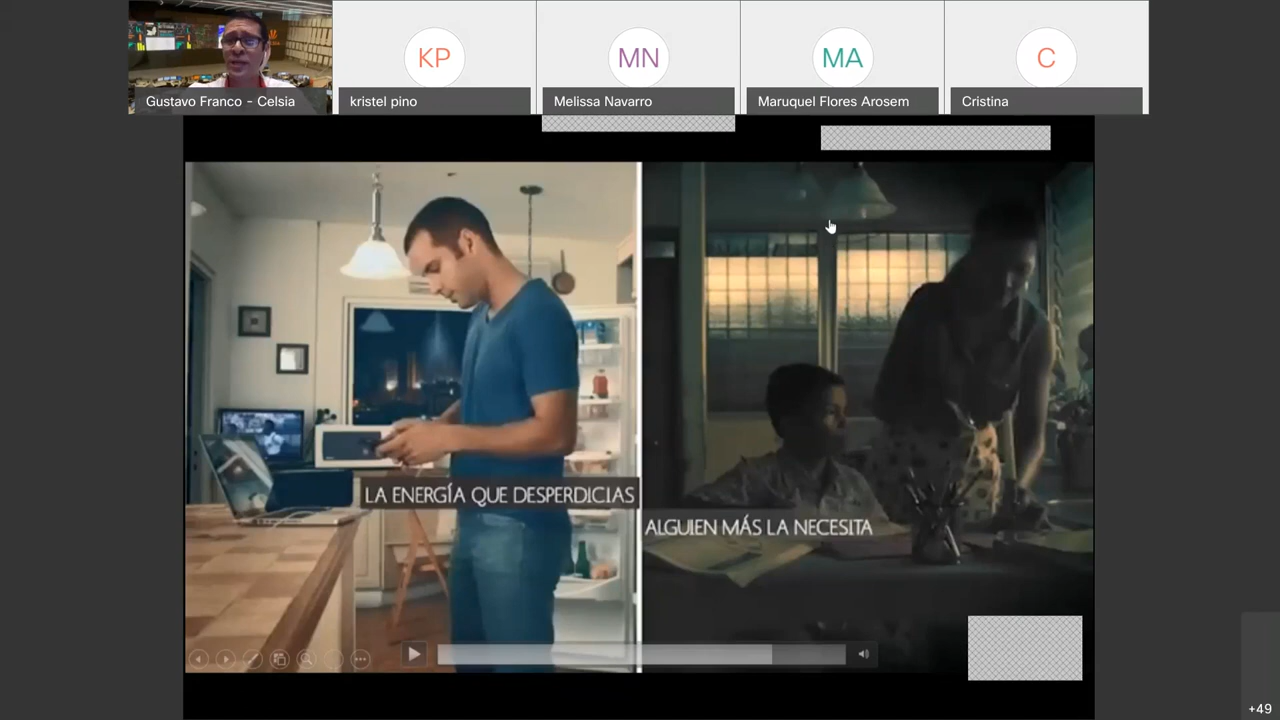 KP
MN
MA
C
Gustavo Franco - Celsia
kristel pino
Melissa Navarro
Maruquel Flores Arosem
Cristina
LA ENERGÍA QUE DESPERDICIAS
ALGUIEN MÁS LA NECESITA
+49